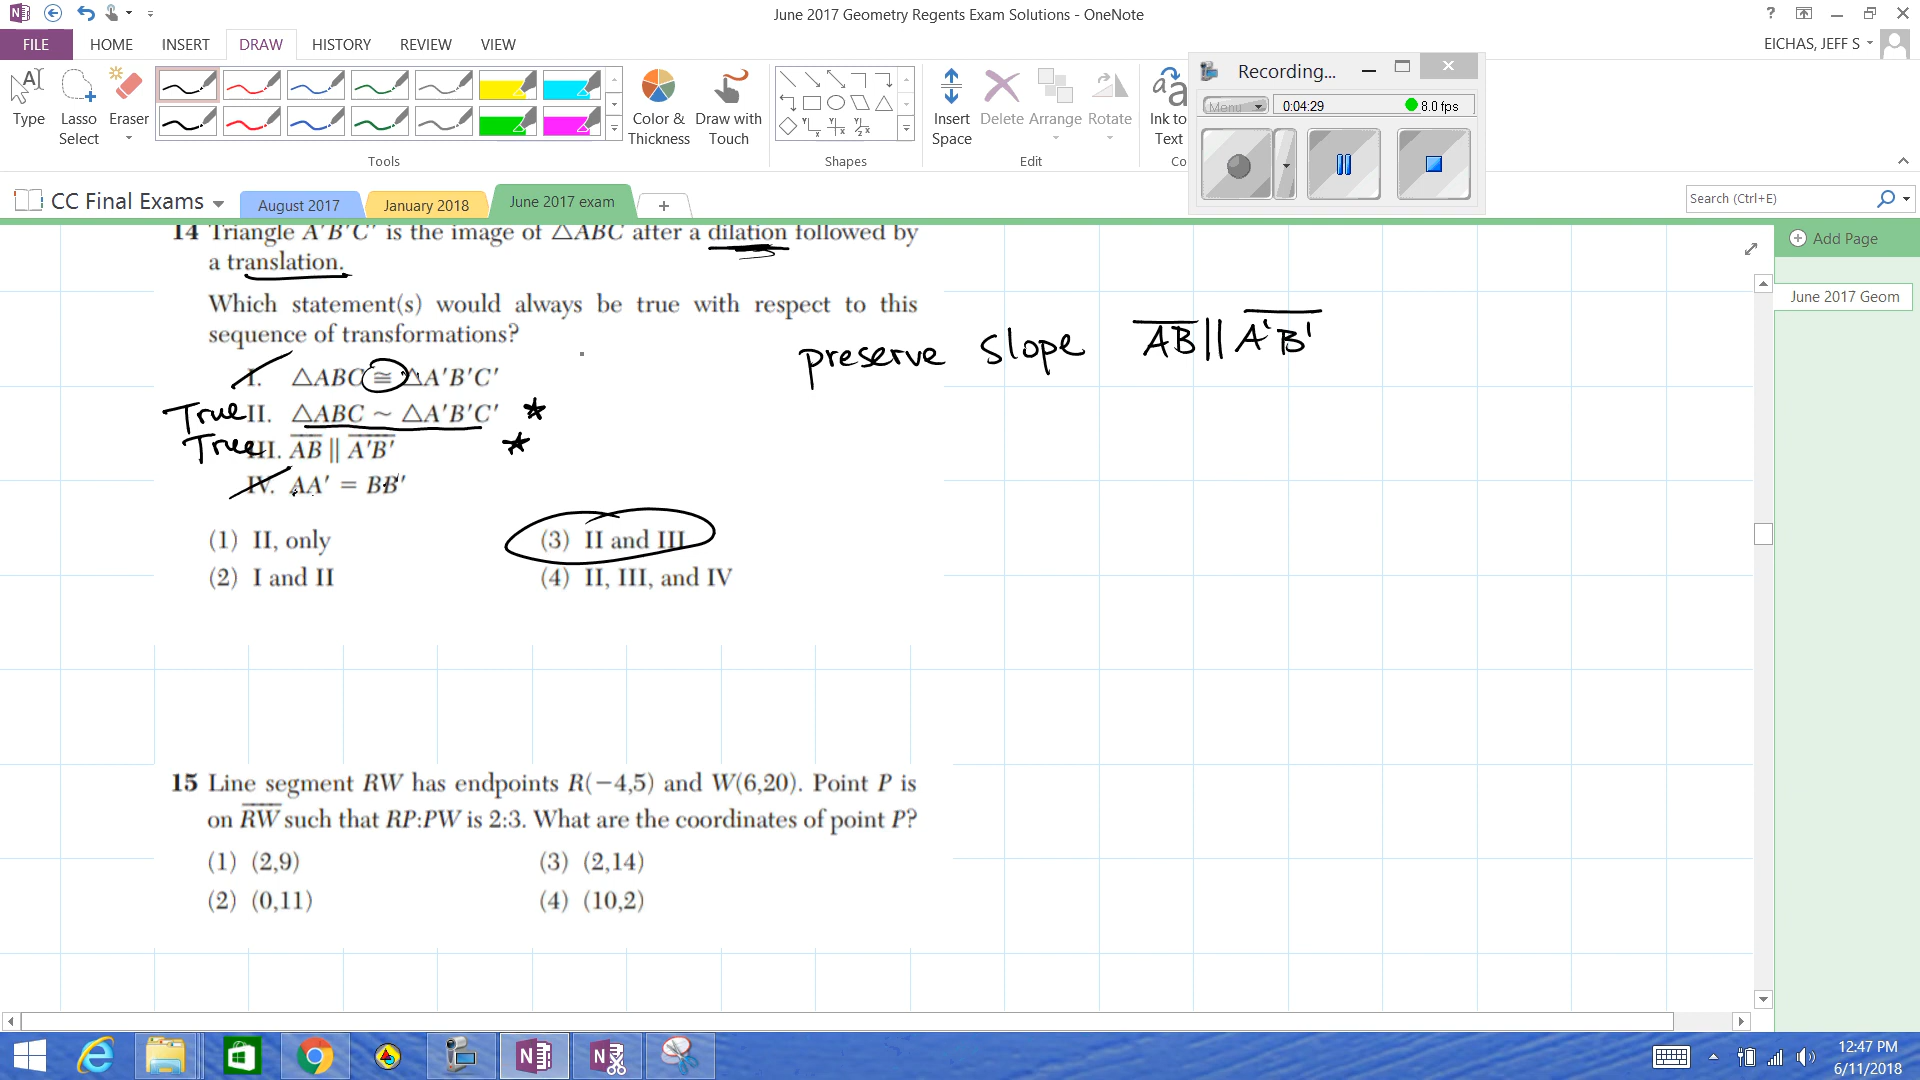 June 2017 Geometry Regents Exam Solutions - OneNote
?
FILE HOME INSERT DRAW HISTORY REVIEW VIEW
EICHAS, JEFF S
Recording...
Menu 0:04:29 8.0 fps
Type Lasso Select Eraser
Color & Thickness Draw with Touch
Insert Space Delete Arrange Rotate Ink to Text
Tools Shapes Edit Co
CC Final Exams August 2017 January 2018 June 2017 exam +
Search (Ctrl+E)
Add Page
June 2017 Geom
14 Triangle A′B′C′ is the image of △ABC after a dilation followed by
a translation.
Which statement(s) would always be true with respect to this
sequence of transformations?
preserve slope AB || A'B'
I. △ABC ≅ △A′B′C′
True II. △ABC ~ △A′B′C′ *
True III. AB || A′B′ *
IV. AA′ = BB′
(1) II, only (3) II and III
(2) I and II (4) II, III, and IV
15 Line segment RW has endpoints R(−4,5) and W(6,20). Point P is
on RW such that RP:PW is 2:3. What are the coordinates of point P?
(1) (2,9) (3) (2,14)
(2) (0,11) (4) (10,2)
12:47 PM
6/11/2018